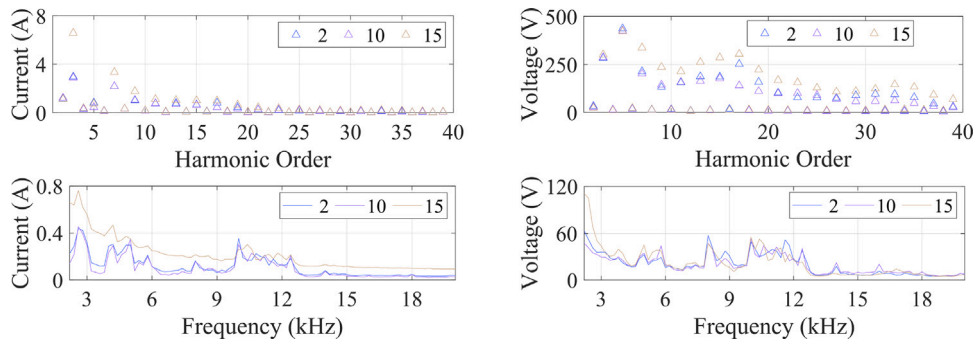 Current (A)
8
4
0
2 10 15
5 10 15 20 25 30 35 40
Harmonic Order
Voltage (V)
500
250
0
2 10 15
10 20 30 40
Harmonic Order
Current (A)
0.8
0.4
0
2 10 15
3 6 9 12 15 18
Frequency (kHz)
Voltage (V)
120
60
0
2 10 15
3 6 9 12 15 18
Frequency (kHz)